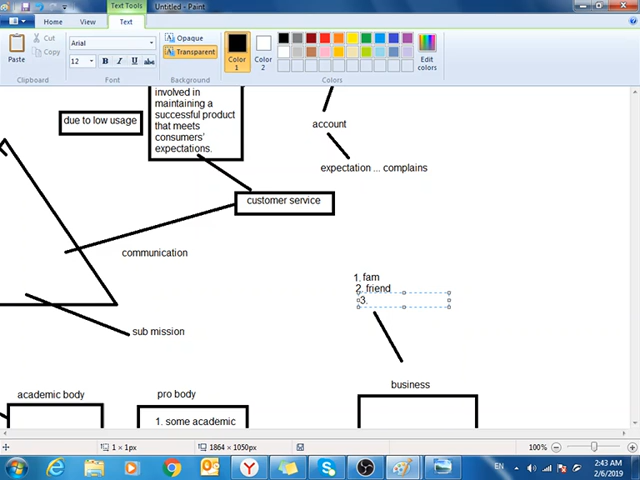 Text Tools
Untitled - Paint
Home
View
Text
Paste
Cut
Copy
Clipboard
Arial
12
B
I
U
abc
Font
Opaque
Transparent
Background
Color
1
Color
2
Colors
Edit
colors
involved in
maintaining a
successful product
that meets
consumers'
expectations.
due to low usage
account
expectation ... complains
customer service
communication
1. fam
2. friend
3.
sub mission
business
academic body
pro body
1. some academic
1 × 1px
1864 × 1050px
100%
EN
2:43 AM
2/6/2019